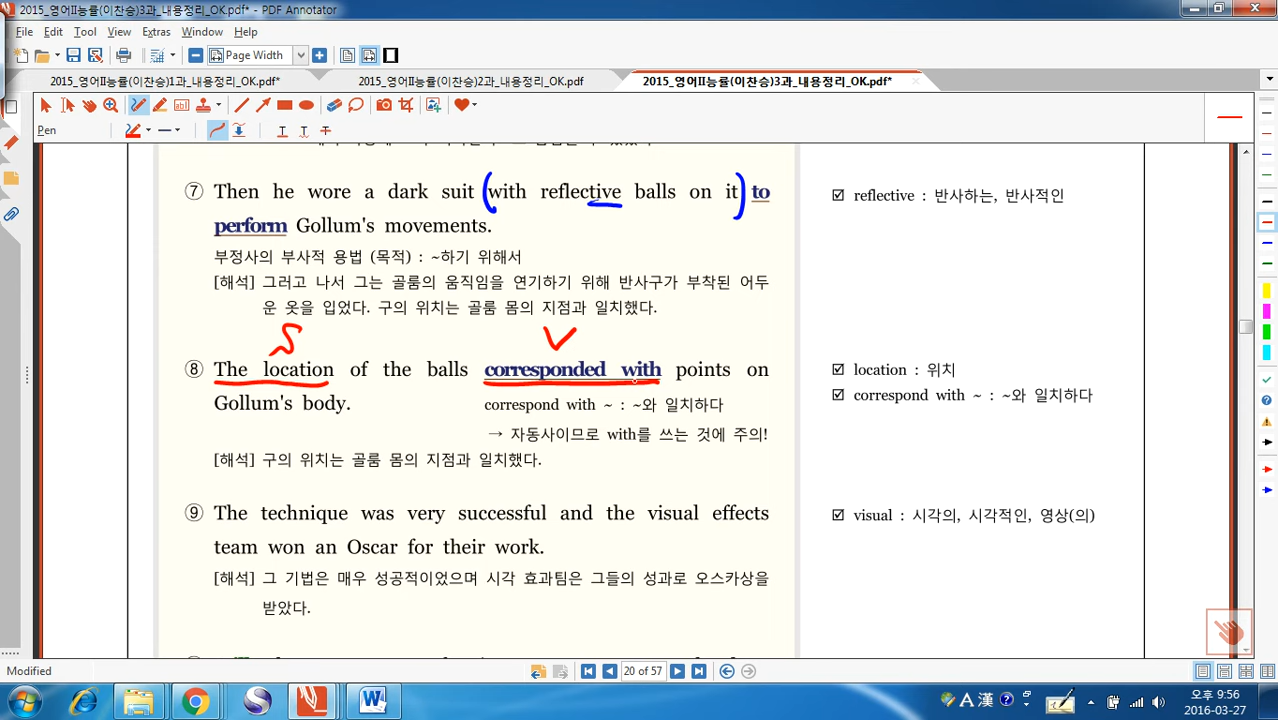 2015_영어II능률(이찬승)3과_내용정리_OK.pdf* - PDF Annotator
File Edit View Tool Extras Window Help
Page Width
2015_영어II능률(이찬승)1과_내용정리_OK.pdf* 2015_영어II능률(이찬승)2과_내용정리_OK.pdf 2015_영어II능률(이찬승)3과_내용정리_OK.pdf*
Pen
⑦ Then he wore a dark suit (with reflective balls on it) to
perform Gollum's movements.
부정사의 부사적 용법 (목적) : ~하기 위해서
[해석] 그러고 나서 그는 골룸의 움직임을 연기하기 위해 반사구가 부착된 어두
운 옷을 입었다. 구의 위치는 골룸 몸의 지점과 일치했다.
☑ reflective : 반사하는, 반사적인
S V
⑧ The location of the balls corresponded with points on
Gollum's body.
correspond with ~ : ~와 일치하다
→ 자동사이므로 with를 쓰는 것에 주의!
[해석] 구의 위치는 골룸 몸의 지점과 일치했다.
☑ location : 위치
☑ correspond with ~ : ~와 일치하다
⑨ The technique was very successful and the visual effects
team won an Oscar for their work.
[해석] 그 기법은 매우 성공적이었으며 시각 효과팀은 그들의 성과로 오스카상을
받았다.
☑ visual : 시각의, 시각적인, 영상(의)
Modified
20 of 57
A 漢
오후 9:56
2016-03-27